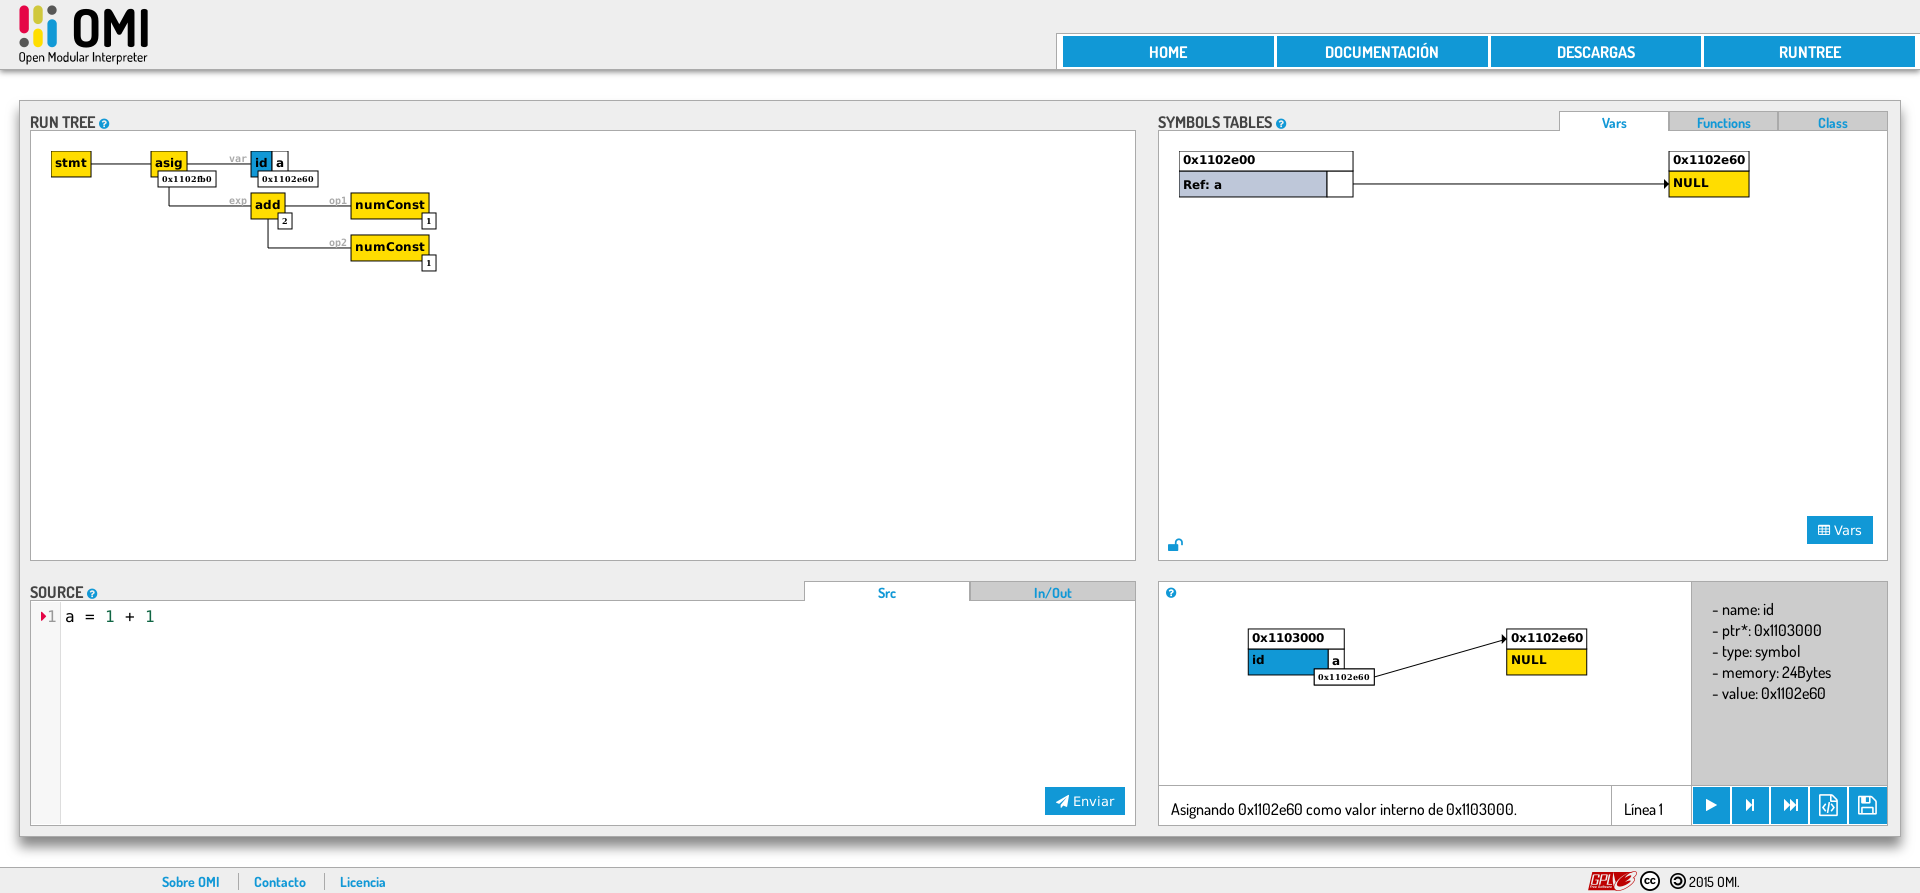 OMI
Open Modular Interpreter
HOME
DOCUMENTACIÓN
DESCARGAS
RUNTREE
RUN TREE
stmt
asig
0x1102fb0
var
id
a
0x1102e60
exp
add
2
op1
numConst
1
op2
numConst
1
SYMBOLS TABLES
Vars
Functions
Class
0x1102e00
Ref: a
0x1102e60
NULL
Vars
SOURCE
Src
In/Out
1
a = 1 + 1
Enviar
0x1103000
id
a
0x1102e60
0x1102e60
NULL
- name: id
- ptr*: 0x1103000
- type: symbol
- memory: 24Bytes
- value: 0x1102e60
Asignando 0x1102e60 como valor interno de 0x1103000.
Línea 1
Sobre OMI
Contacto
Licencia
GPLv3
cc
2015 OMI.